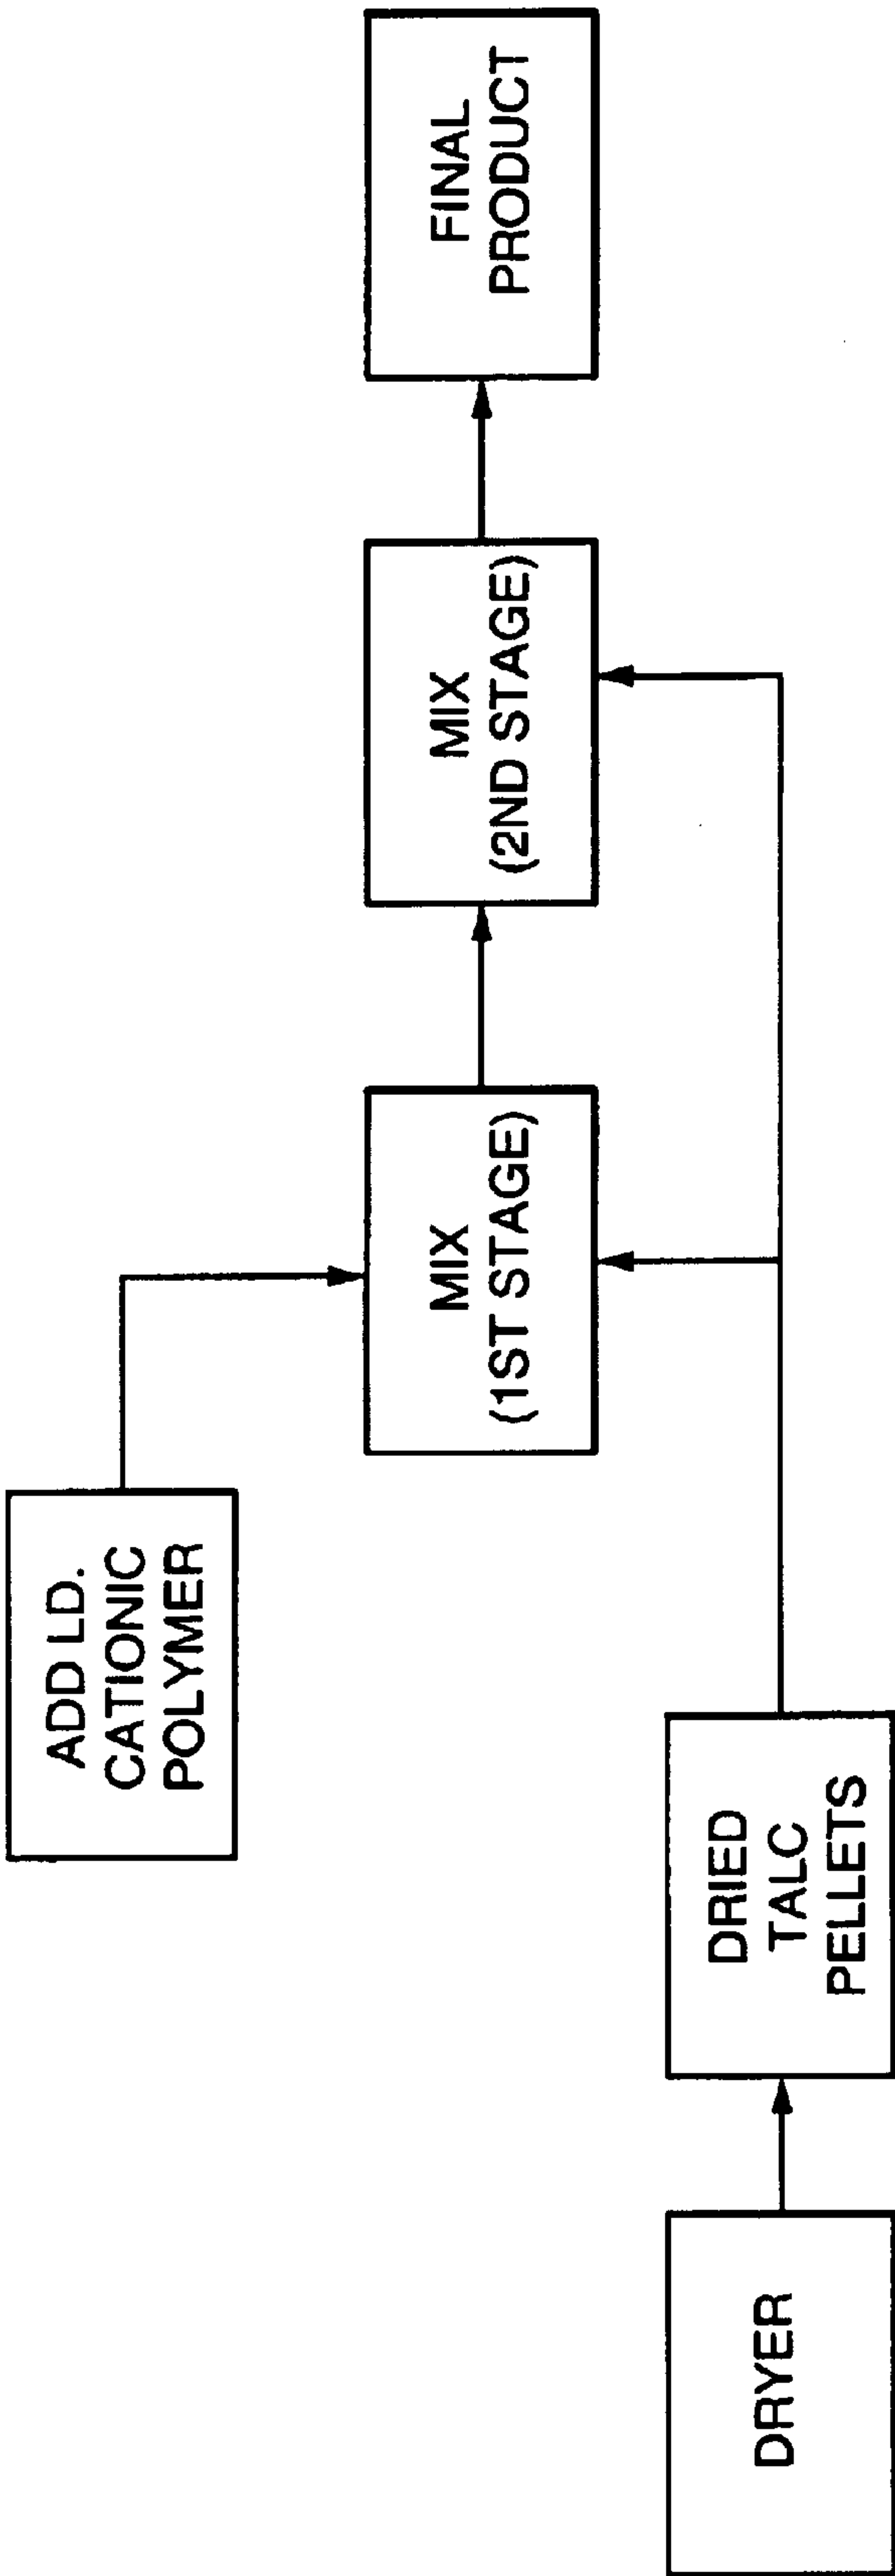 ADD LD.
CATIONIC
POLYMER
MIX
(1ST STAGE)
MIX
(2ND STAGE)
FINAL
PRODUCT
DRYER
DRIED
TALC
PELLETS